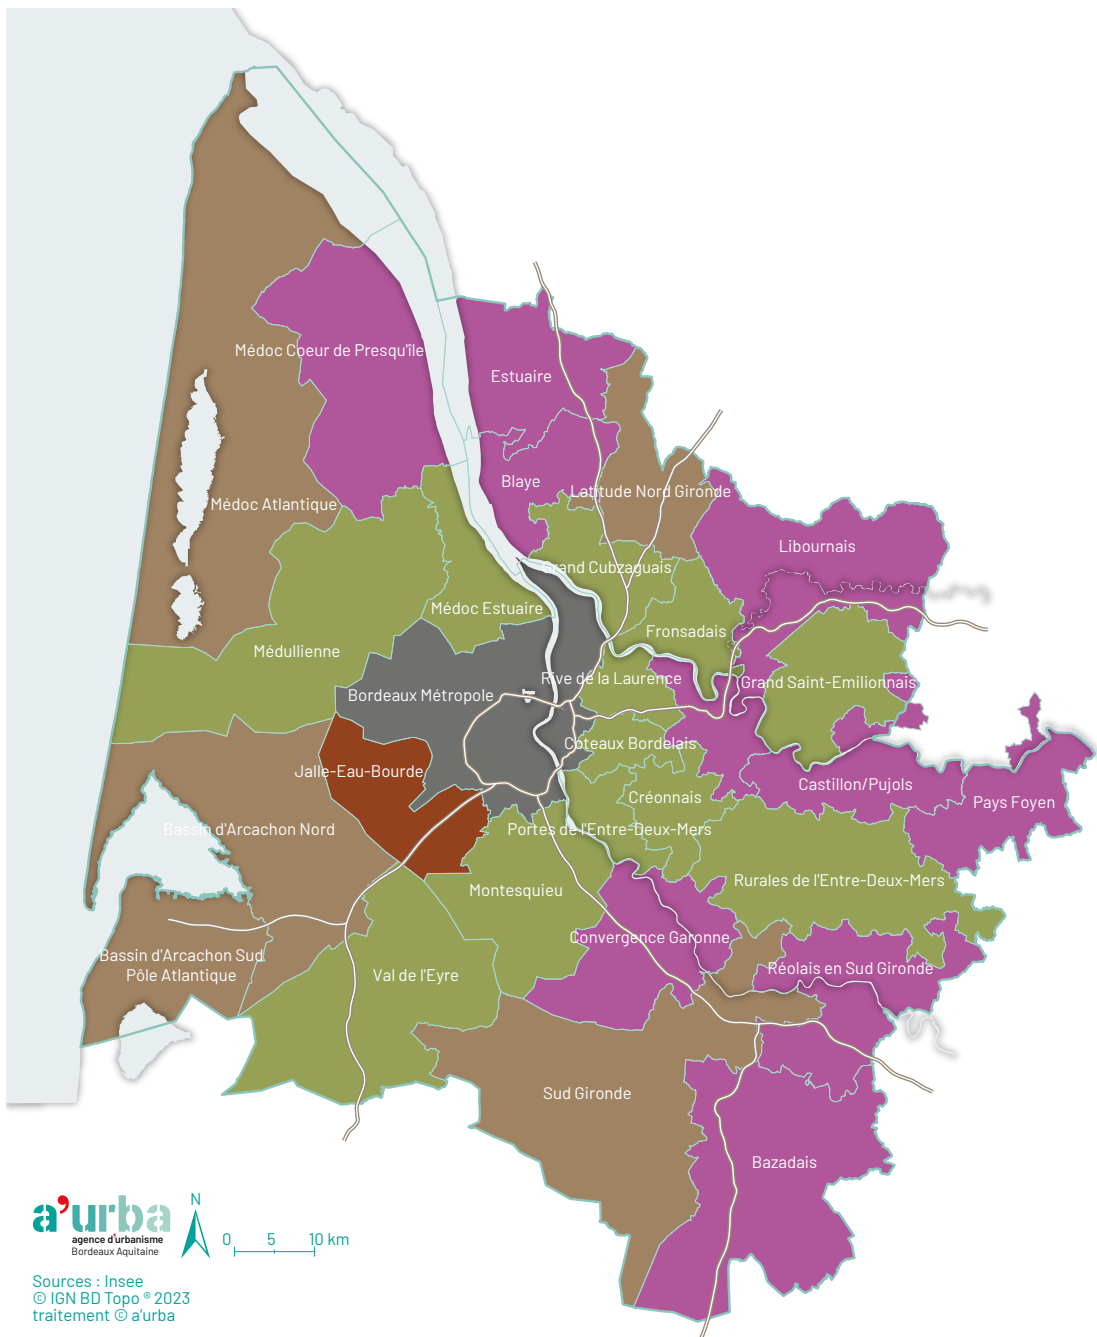 Médoc Coeur de Presqu'île
Estuaire
Blaye
Latitude Nord Gironde
Médoc Atlantique
Libournais
Grand Cubzaguais
Médoc Estuaire
Fronsadais
Médullienne
Rive de la Laurence
Grand Saint-Emilionnais
Bordeaux Métropole
Coteaux Bordelais
Jalle-Eau-Bourde
Castillon/Pujols
Créonnais
Pays Foyen
Bassin d'Arcachon Nord
Portes de l'Entre-Deux-Mers
Rurales de l'Entre-Deux-Mers
Montesquieu
Convergence Garonne
Bassin d'Arcachon Sud
Pôle Atlantique
Val de l'Eyre
Réolais en Sud Gironde
Sud Gironde
Bazadais
a'urba
agence d'urbanisme
Bordeaux Aquitaine
N
0 5 10 km
Sources : Insee
© IGN BD Topo ® 2023
traitement © a'urba